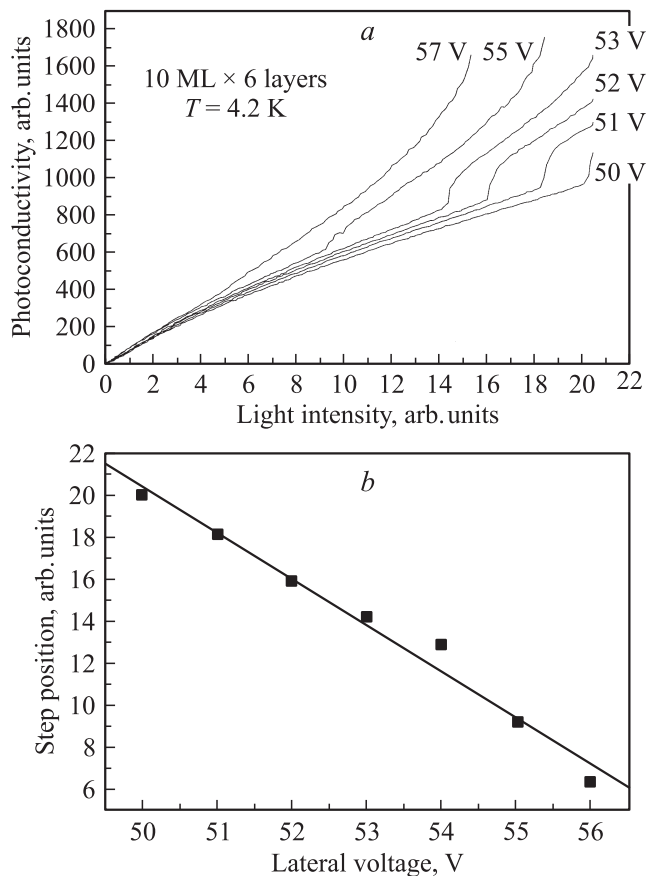 a
1800
1600
1400
1200
1000
800
600
400
200
0
Photoconductivity, arb. units
10 ML × 6 layers
T = 4.2 K
57 V
55 V
53 V
52 V
51 V
50 V
0 2 4 6 8 10 12 14 16 18 20 22
Light intensity, arb. units
b
22
20
18
16
14
12
10
8
6
Step position, arb. units
50 51 52 53 54 55 56
Lateral voltage, V